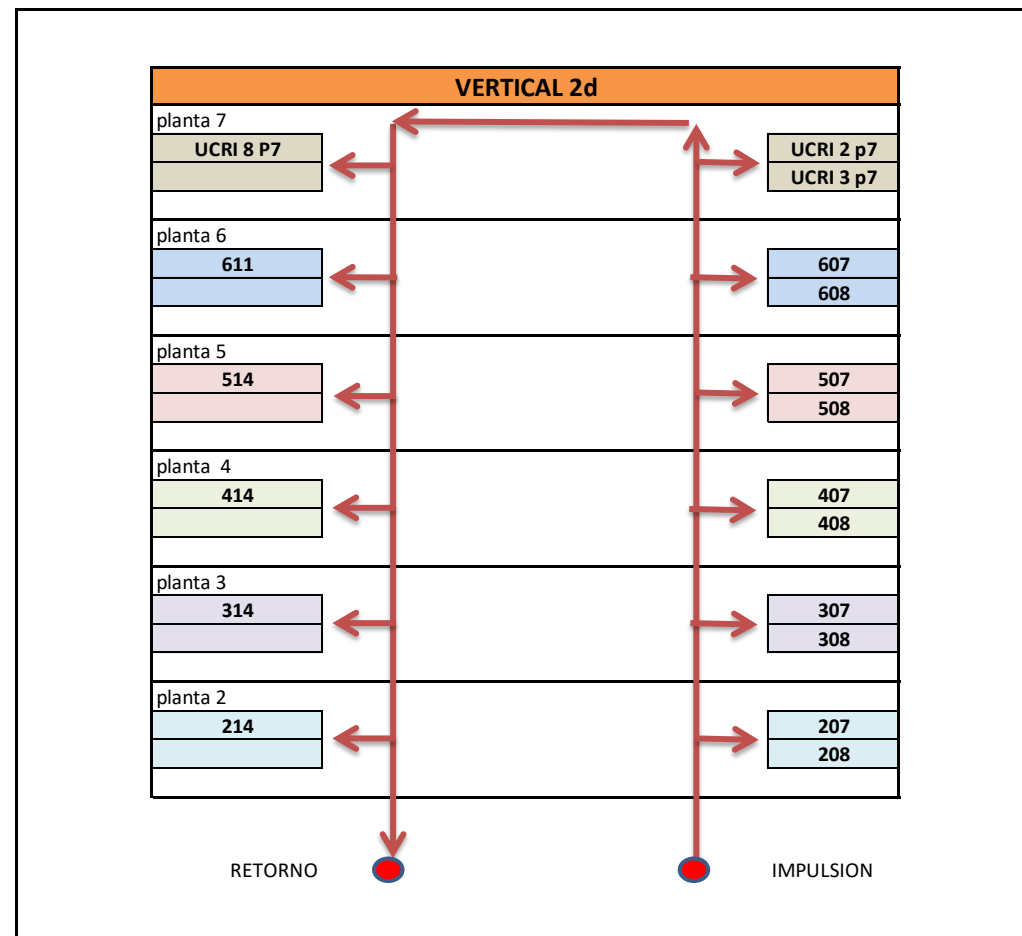 VERTICAL 2d
planta 7
UCRI 8 P7
UCRI 2 p7
UCRI 3 p7
planta 6
611
607
608
planta 5
514
507
508
planta  4
414
407
408
planta 3
314
307
308
planta 2
214
207
208
RETORNO
IMPULSION